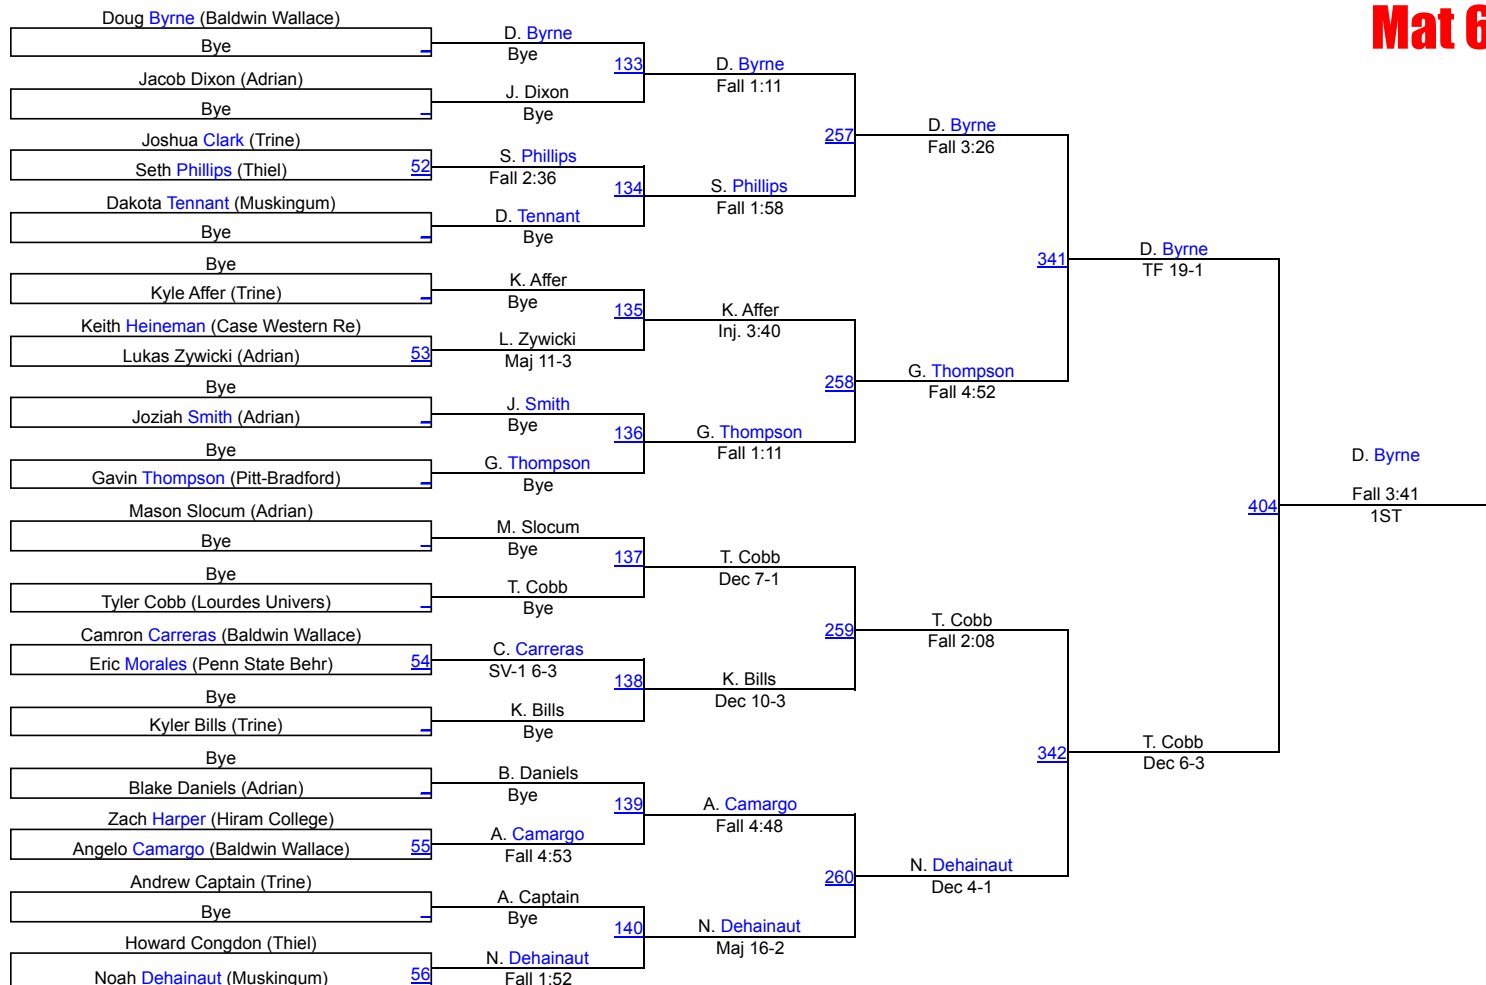 Mat 6
Doug Byrne (Baldwin Wallace)
Bye
Jacob Dixon (Adrian)
Bye
Joshua Clark (Trine)
Seth Phillips (Thiel) 52
Dakota Tennant (Muskingum)
Bye
Bye
Kyle Affer (Trine)
Keith Heineman (Case Western Re)
Lukas Zywicki (Adrian) 53
Bye
Joziah Smith (Adrian)
Bye
Gavin Thompson (Pitt-Bradford)
Mason Slocum (Adrian)
Bye
Bye
Tyler Cobb (Lourdes Univers)
Camron Carreras (Baldwin Wallace)
Eric Morales (Penn State Behr) 54
Bye
Kyler Bills (Trine)
Bye
Blake Daniels (Adrian)
Zach Harper (Hiram College)
Angelo Camargo (Baldwin Wallace) 55
Andrew Captain (Trine)
Bye
Howard Congdon (Thiel)
Noah Dehainaut (Muskingum) 56
D. Byrne
Bye
133
J. Dixon
Bye
S. Phillips
Fall 2:36
134
D. Tennant
Bye
K. Affer
Bye
135
L. Zywicki
Maj 11-3
J. Smith
Bye
136
G. Thompson
Bye
M. Slocum
Bye
137
T. Cobb
Bye
C. Carreras
SV-1 6-3
138
K. Bills
Bye
B. Daniels
Bye
139
A. Camargo
Fall 4:53
A. Captain
Bye
140
N. Dehainaut
Fall 1:52
D. Byrne
Fall 1:11
257
S. Phillips
Fall 1:58
K. Affer
Inj. 3:40
258
G. Thompson
Fall 1:11
T. Cobb
Dec 7-1
259
K. Bills
Dec 10-3
A. Camargo
Fall 4:48
260
N. Dehainaut
Maj 16-2
D. Byrne
Fall 3:26
341
G. Thompson
Fall 4:52
T. Cobb
Fall 2:08
342
N. Dehainaut
Dec 4-1
D. Byrne
TF 19-1
404
T. Cobb
Dec 6-3
D. Byrne
Fall 3:41
1ST